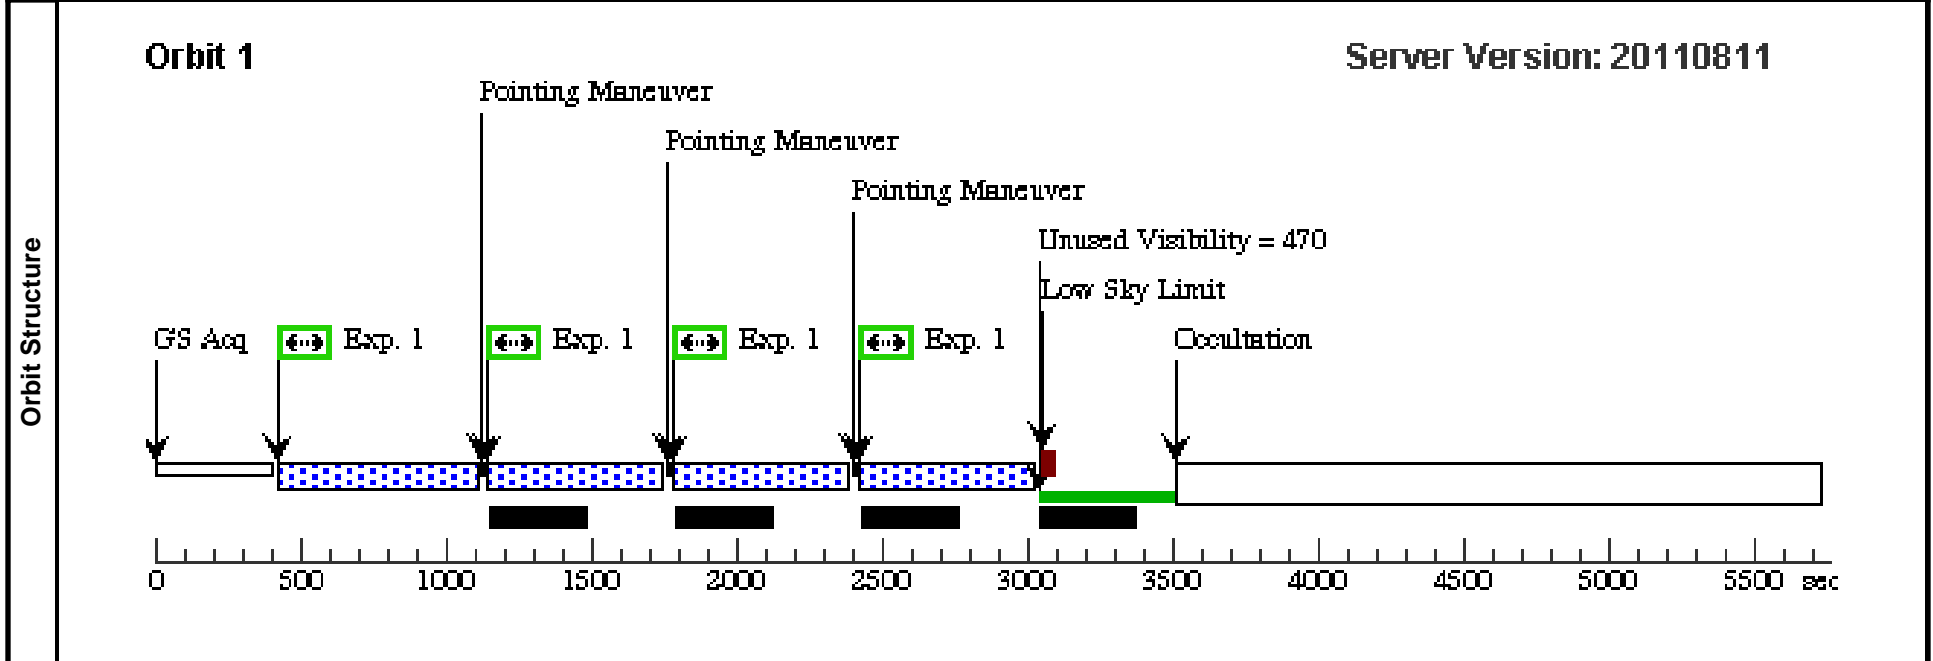 Orbit Structure
Orbit 1
Server Version: 20110811
Pointing Maneuver
Pointing Maneuver
Pointing Maneuver
Unused Visibility = 470
Low Sky Limit
GS Acq
Exp. 1
Exp. 1
Exp. 1
Exp. 1
Occultation
0 500 1000 1500 2000 2500 3000 3500 4000 4500 5000 5500 sec